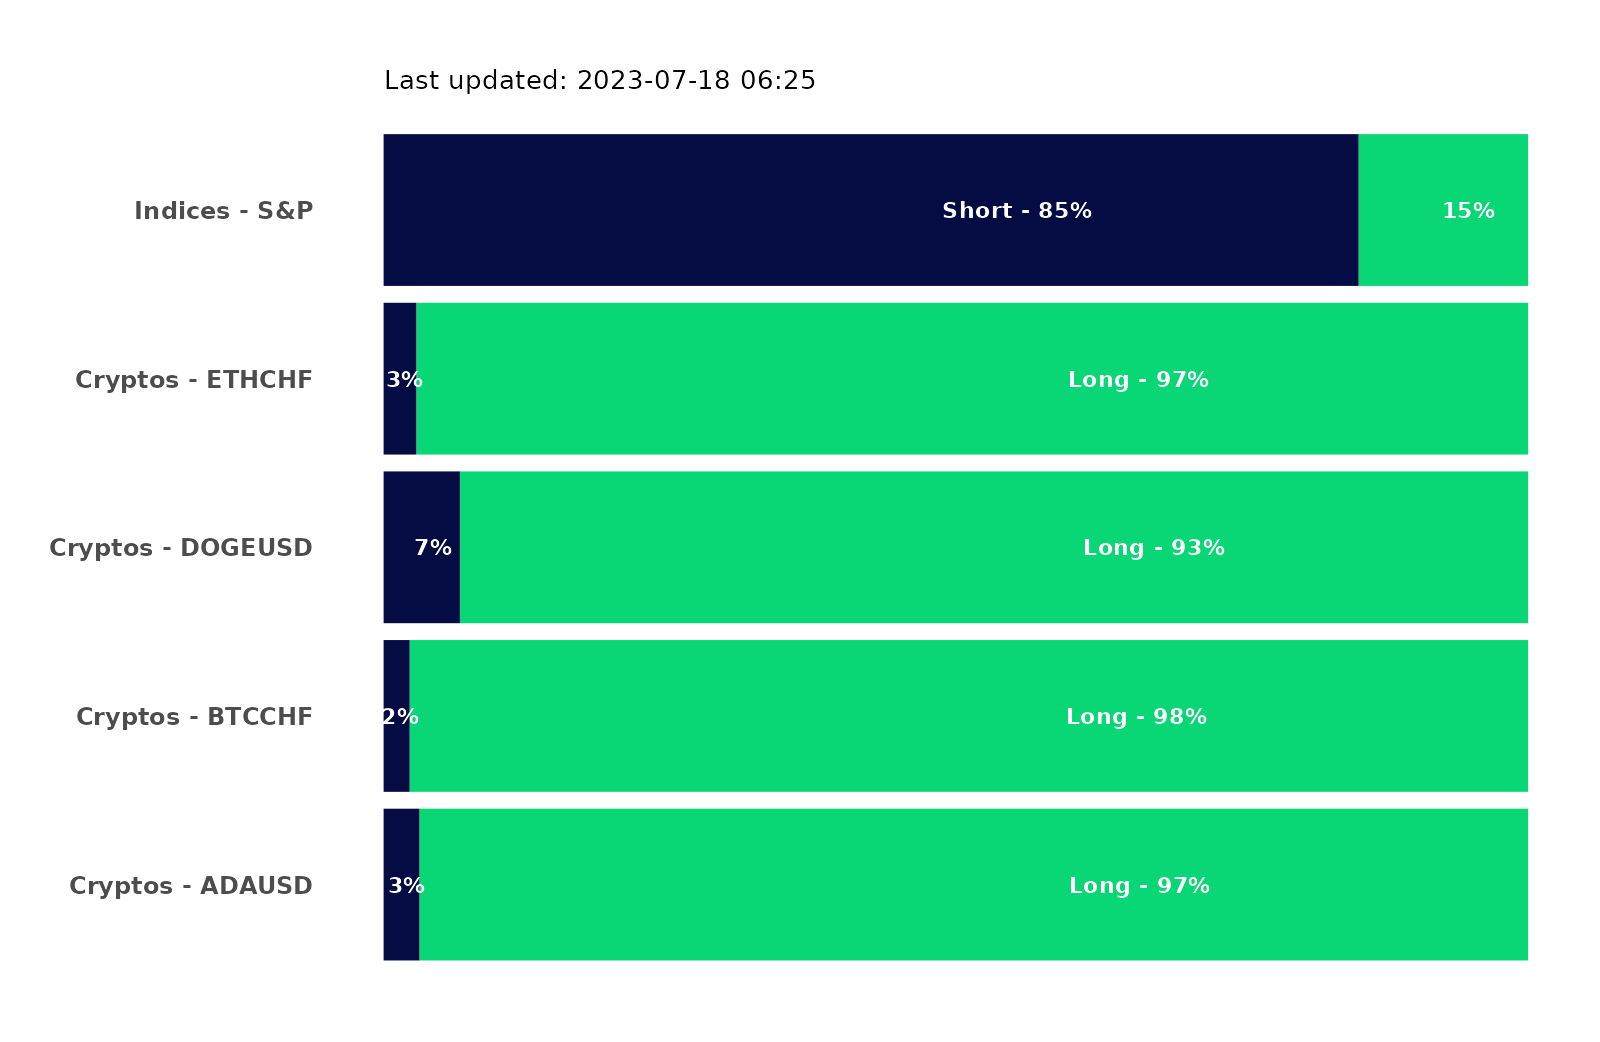 Last updated: 2023-07-18 06:25
Indices - S&P Short - 85% 15%
Cryptos - ETHCHF 3% Long - 97%
Cryptos - DOGEUSD 7% Long - 93%
Cryptos - BTCCHF 2% Long - 98%
Cryptos - ADAUSD 3% Long - 97%